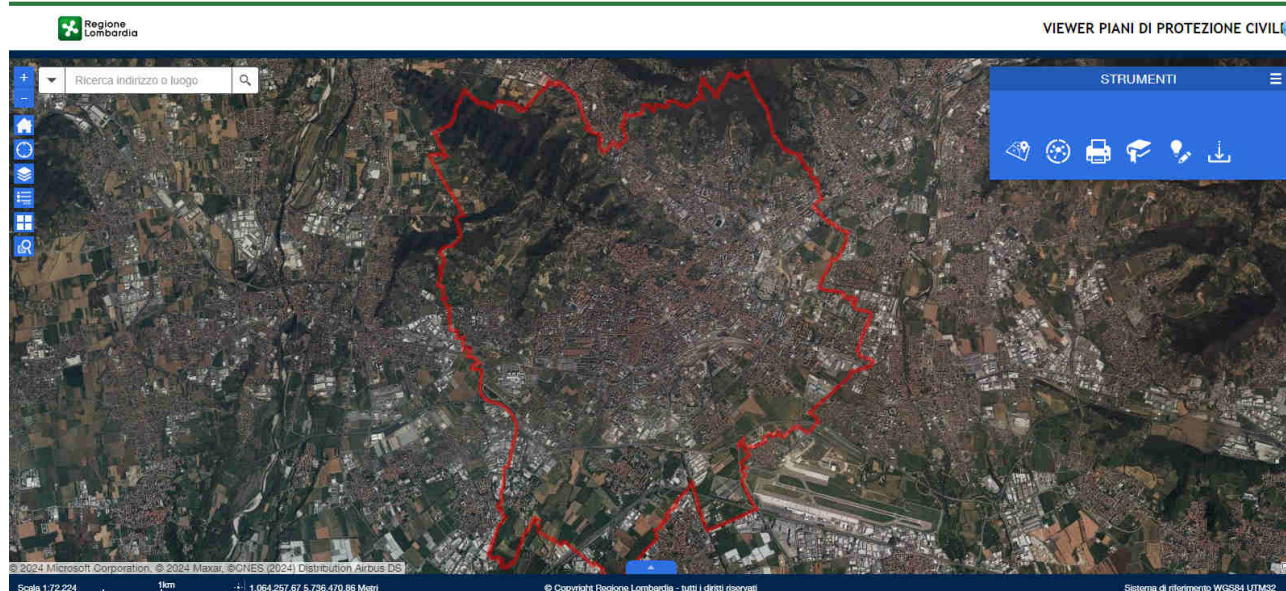 Regione
Lombardia
VIEWER PIANI DI PROTEZIONE CIVILE
Ricerca indirizzo o luogo
STRUMENTI
© 2024 Microsoft Corporation, © 2024 Maxar, ©CNES (2024) Distribution Airbus DS
Scala 1:72.224
1km
1.064.257,67 5.736.470,86 Metri
© Copyright Regione Lombardia - tutti i diritti riservati
Sistema di riferimento WGS84 UTM32